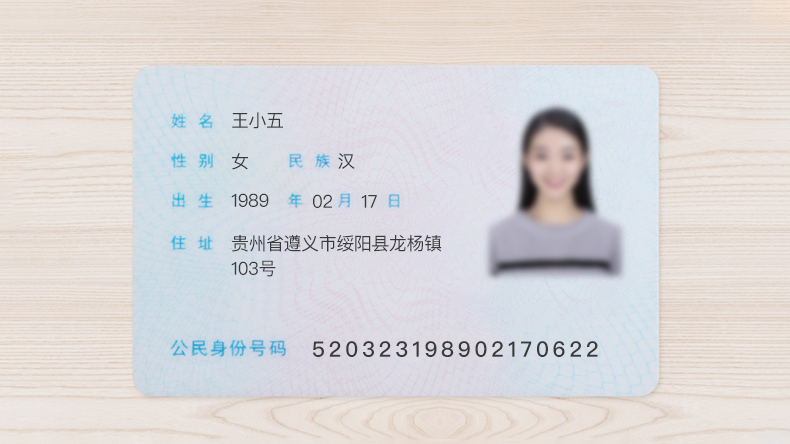 姓名 王小五
性别 女 民族 汉
出生 1989 年 02 月 17 日
住址 贵州省遵义市绥阳县龙杨镇
103号
公民身份号码 520323198902170622